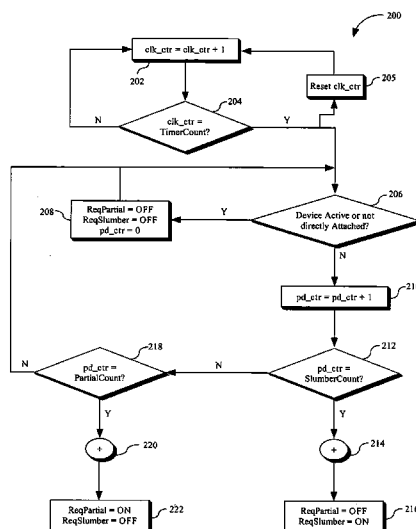 200
clk_ctr = clk_ctr + 1
202
Reset clk_ctr
205
204
clk_ctr =
TimerCount?
N
Y
206
208
ReqPartial = OFF
ReqSlumber = OFF
pd_ctr = 0
Y
Device Active or not
directly Attached?
N
pd_ctr = pd_ctr + 1
218
212
N
pd_ctr =
PartialCount?
N
pd_ctr =
SlumberCount?
Y
Y
+
220
+
214
ReqPartial = ON
ReqSlumber = OFF
222
ReqPartial = OFF
ReqSlumber = ON